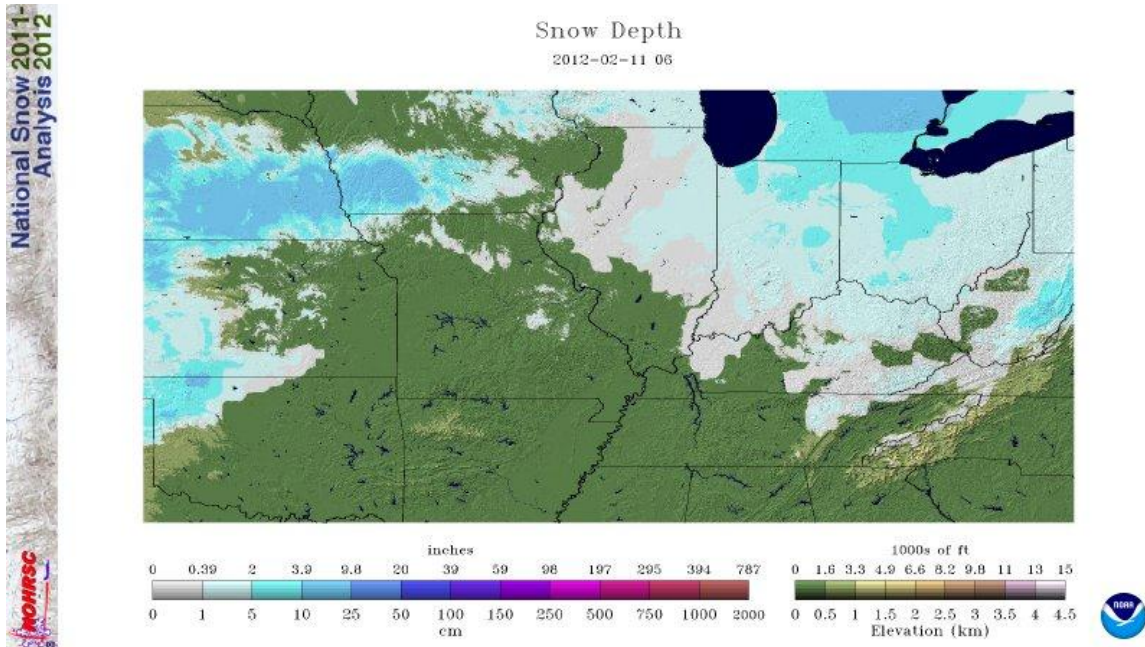 National Snow 2011-
Analysis 2012
Snow Depth
2012-02-11 06
inches
0 0.39 2 3.9 9.8 20 39 59 98 197 295 394 787
0 1 5 10 25 50 100 150 250 500 750 1000 2000
cm
1000s of ft
0 1.6 3.3 4.9 6.6 8.2 9.8 11 13 15
0 0.5 1 1.5 2 2.5 3 3.5 4 4.5
Elevation (km)
NOHRSC
NOAA